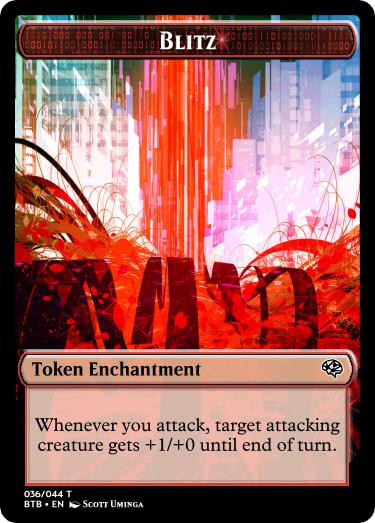 Blitz
Token Enchantment
Whenever you attack, target attacking
creature gets +1/+0 until end of turn.
036/044 T
BTB • EN Scott Uminga